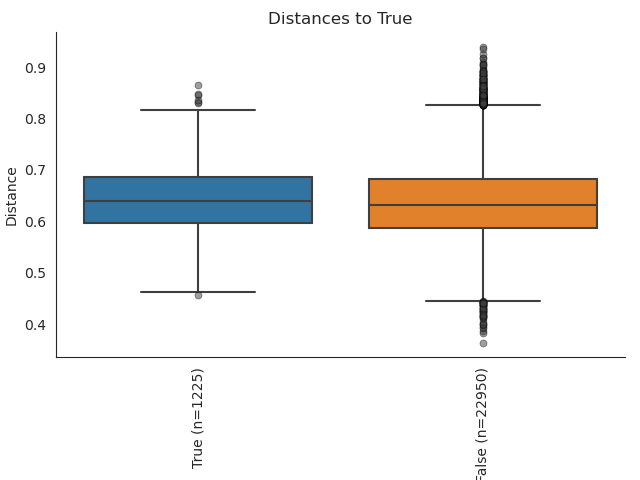 Distances to True
Distance
0.9
0.8
0.7
0.6
0.5
0.4
True (n=1225)
False (n=22950)